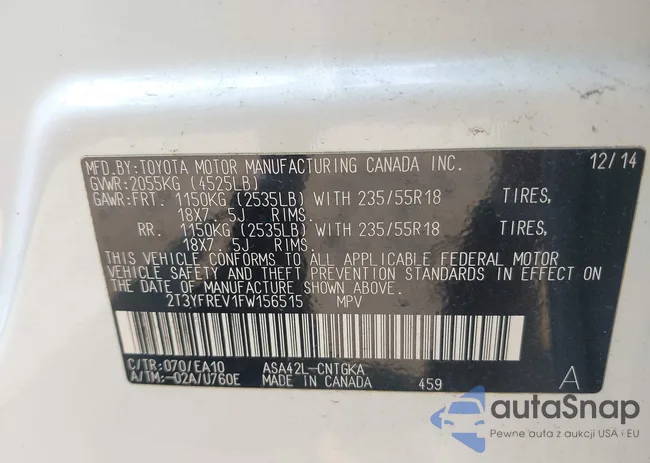 MFD.BY:TOYOTA MOTOR MANUFACTURING CANADA INC. 12/14
GVWR:2055KG (4525LB)
GAWR:FRT. 1150KG (2535LB) WITH 235/55R18 TIRES,
18X7.5J RIMS.
RR. 1150KG (2535LB) WITH 235/55R18 TIRES,
18X7.5J RIMS.
THIS VEHICLE CONFORMS TO ALL APPLICABLE FEDERAL MOTOR
VEHICLE SAFETY AND THEFT PREVENTION STANDARDS IN EFFECT ON
THE DATE OF MANUFACTURE SHOWN ABOVE.
2T3YFREV1FW156515 MPV
C/TR:070/EA10 ASA42L-CNTGKA
A/TM:-02A/U760E MADE IN CANADA 459 A
autaSnap
Pewne auta z aukcji USA i EU